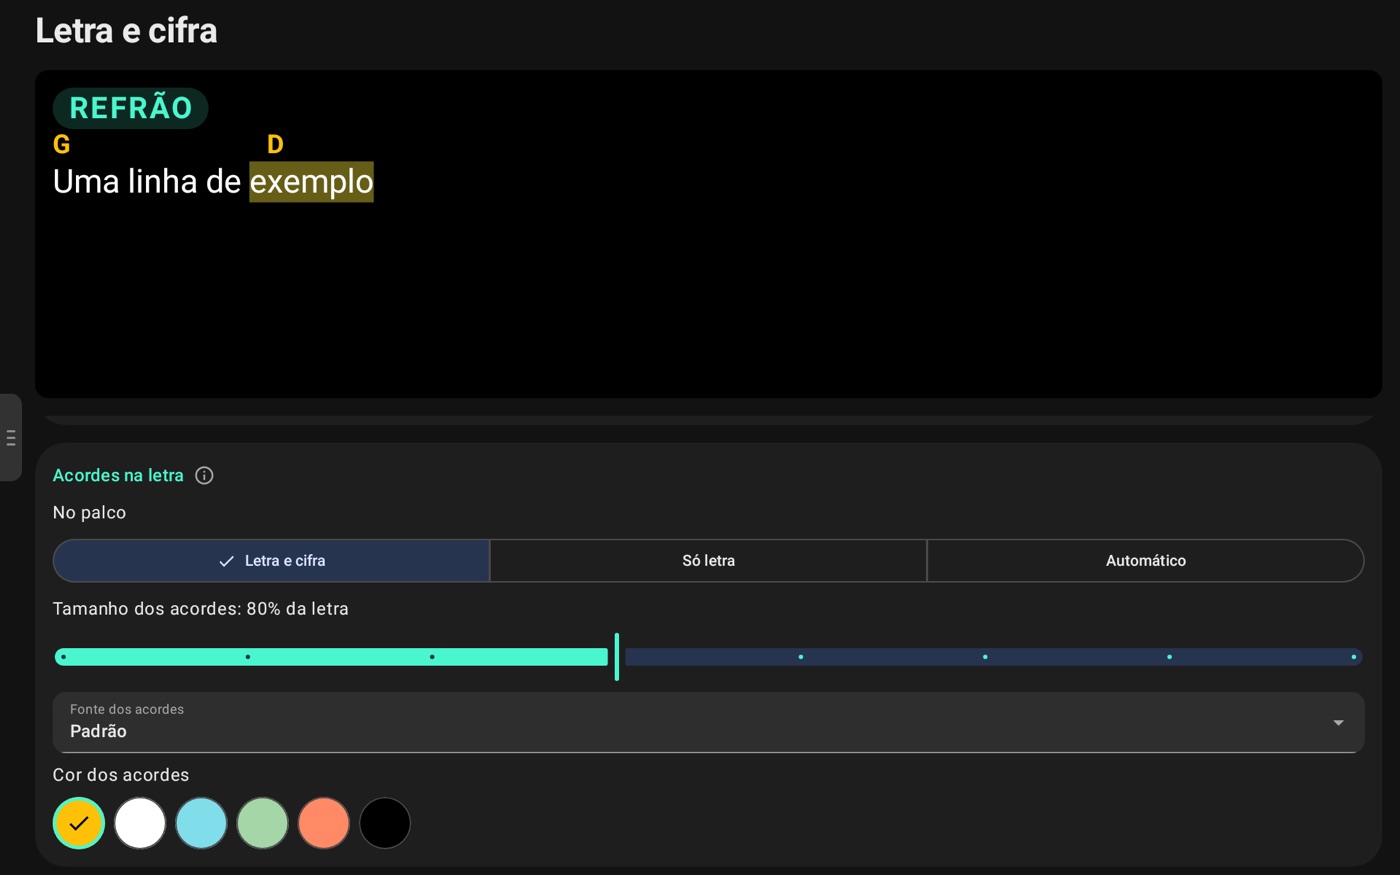 Letra e cifra
REFRÃO
G D
Uma linha de exemplo
Acordes na letra
No palco
Letra e cifra
Só letra
Automático
Tamanho dos acordes: 80% da letra
Fonte dos acordes
Padrão
Cor dos acordes